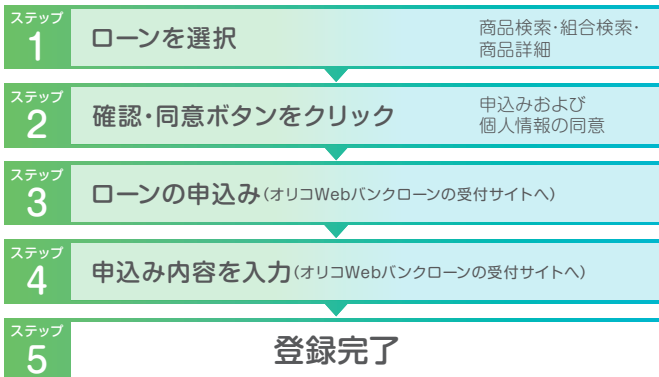 ステップ
1
ローンを選択
商品検索・組合検索・
商品詳細
ステップ
2
確認・同意ボタンをクリック
申込みおよび
個人情報の同意
ステップ
3
ローンの申込み(オリコWebバンクローンの受付サイトへ)
ステップ
4
申込み内容を入力(オリコWebバンクローンの受付サイトへ)
ステップ
5
登録完了